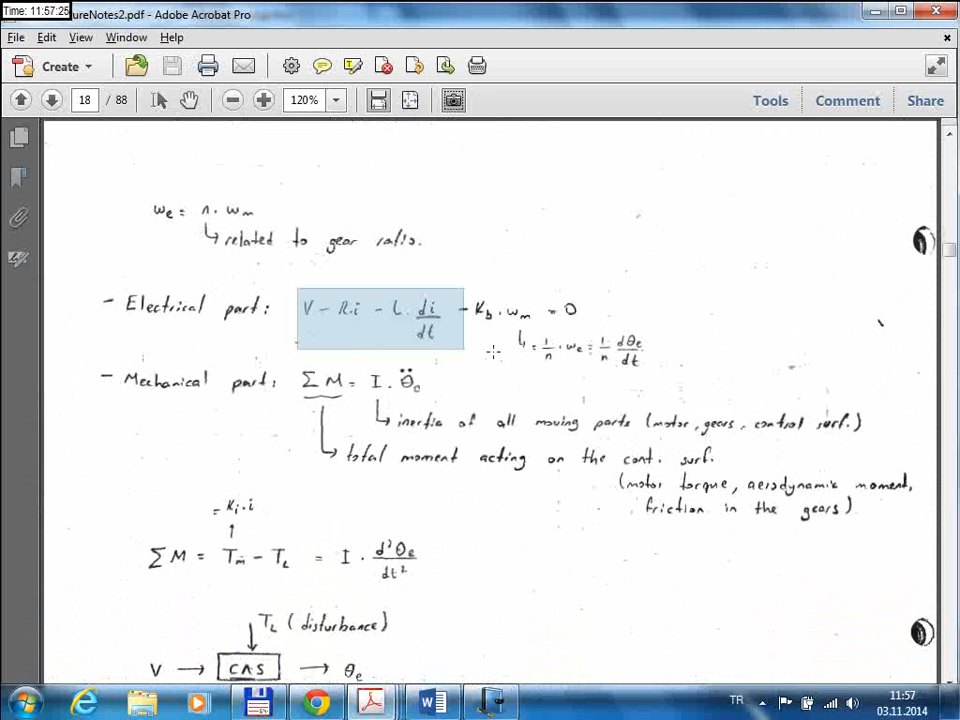 Time: 11:57:25
ureNotes2.pdf - Adobe Acrobat Pro
File Edit View Window Help
Create
18 / 88 120% Tools Comment Share
ωe = n. ωm
↳ related to gear ratio.
- Electrical part: V - R.i - L. di/dt - Kb. ωm = 0
↳ = 1/n . ωe = 1/n dθe/dt
- Mechanical part: ΣM = I. θ̈e
↳ inertia of all moving parts (motor, gears, control surf.)
↳ total moment acting on the cont. surf.
(motor torque, aerodynamic moment,
friction in the gears)
= Ki.i
↑
ΣM = Tm - TL = I . d²θe/dt²
↓ TL (disturbance)
V → CAS → θe
TR 11:57
03.11.2014